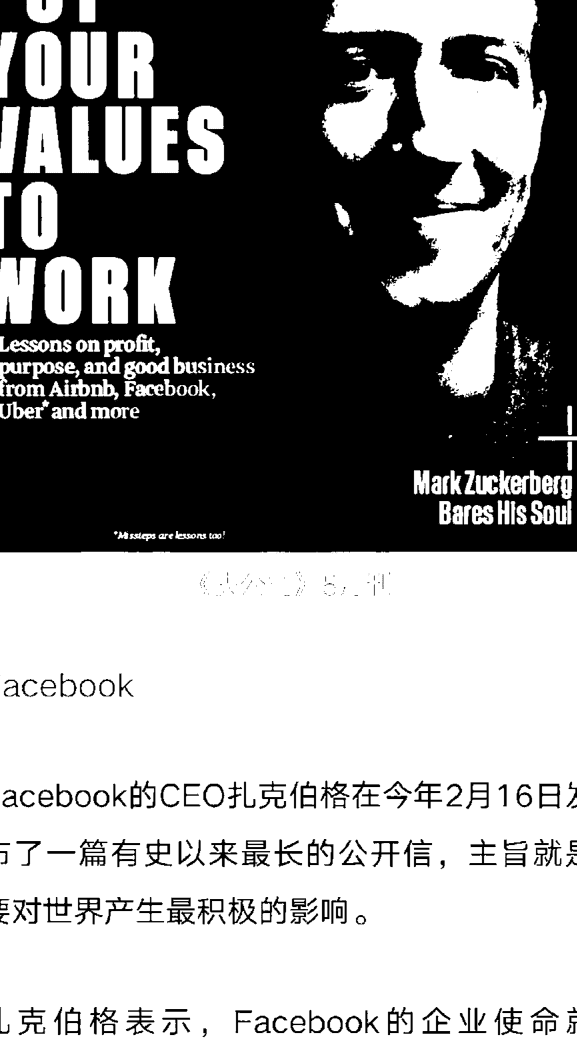 YOUR
VALUES
TO
WORK
Lessons on profit,
purpose, and good business
from Airbnb, Facebook,
Uber* and more
Mark Zuckerberg
Bares His Soul
*Missteps are lessons too!
5月刊
acebook
acebook的CEO扎克伯格在今年2月16日发
布了一篇有史以来最长的公开信，主旨就是
要对世界产生最积极的影响。
扎克伯格表示，Facebook的企业使命就